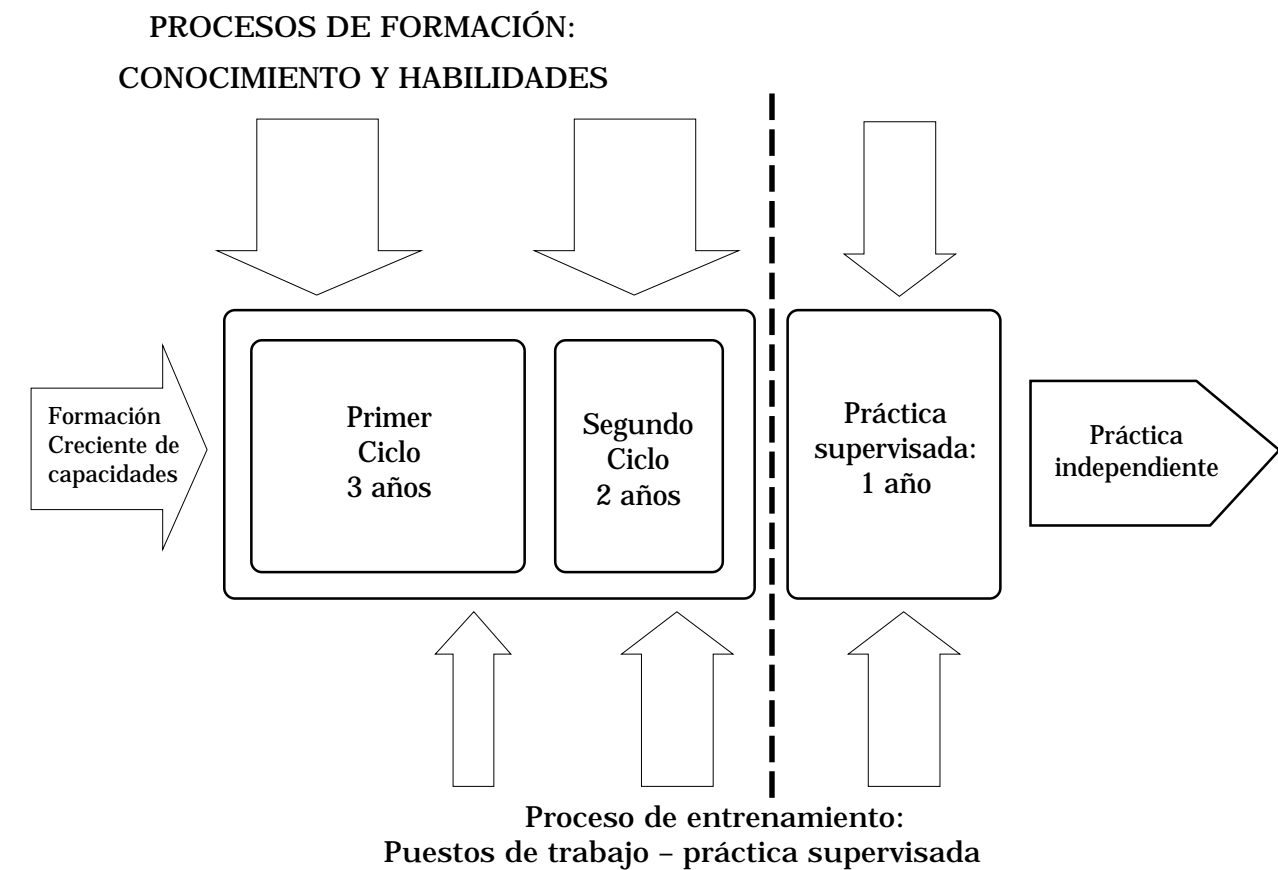 PROCESOS DE FORMACIÓN:
CONOCIMIENTO Y HABILIDADES
Formación
Creciente de
capacidades
Primer
Ciclo
3 años
Segundo
Ciclo
2 años
Práctica
supervisada:
1 año
Práctica
independiente
Proceso de entrenamiento:
Puestos de trabajo – práctica supervisada